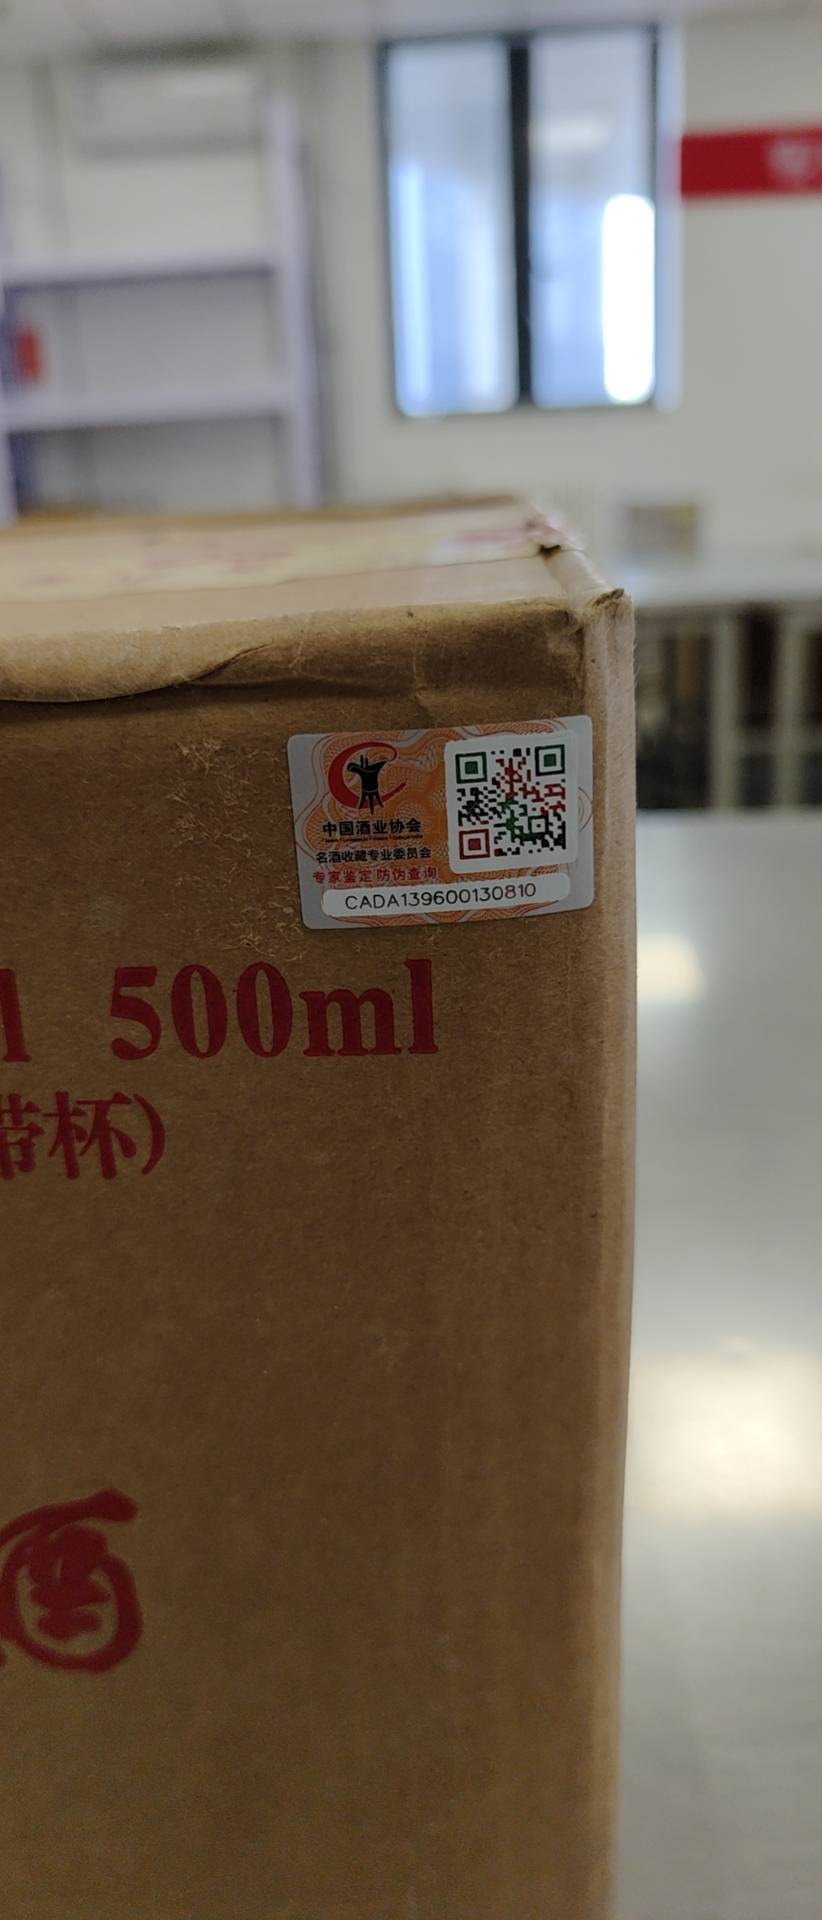 中国酒业协会
名酒收藏专业委员会
专家鉴定 防伪查询
CADA139600130810
500ml
带杯)
酒